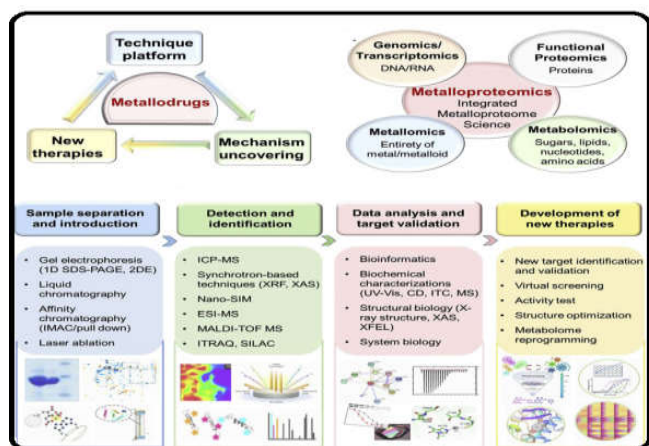 Technique
platform
Metallodrugs
New
therapies
Mechanism
uncovering
Genomics/
Transcriptomics
DNA/RNA
Functional
Proteomics
Proteins
Metalloproteomics
Integrated
Metalloproteome
Science
Metallomics
Entirety of
metal/metalloid
Metabolomics
Sugars, lipids,
nucleotides,
amino acids
Sample separation
and introduction
• Gel electrophoresis
(1D SDS-PAGE, 2DE)
• Liquid
chromatography
• Affinity
chromatography
(IMAC/pull down)
• Laser ablation
Detection and
identification
• ICP-MS
• Synchrotron-based
techniques (XRF, XAS)
• Nano-SIM
• ESI-MS
• MALDI-TOF MS
• ITRAQ, SILAC
Data analysis and
target validation
• Bioinformatics
• Biochemical
characterizations
(UV-Vis, CD, ITC, MS)
• Structural biology (X-
ray structure, XAS,
XFEL)
• System biology
Development of
new therapies
• New target identification
and validation
• Virtual screening
• Activity test
• Structure optimization
• Metabolome
reprogramming